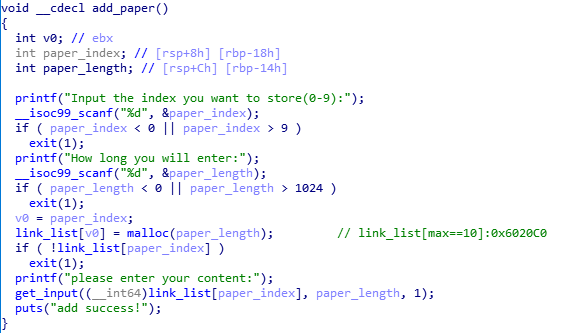 void __cdecl add_paper()
{
  int v0; // ebx
  int paper_index; // [rsp+8h] [rbp-18h]
  int paper_length; // [rsp+Ch] [rbp-14h]

  printf("Input the index you want to store(0-9):");
  __isoc99_scanf("%d", &paper_index);
  if ( paper_index < 0 || paper_index > 9 )
    exit(1);
  printf("How long you will enter:");
  __isoc99_scanf("%d", &paper_length);
  if ( paper_length < 0 || paper_length > 1024 )
    exit(1);
  v0 = paper_index;
  link_list[v0] = malloc(paper_length);         // link_list[max==10]:0x6020C0
  if ( !link_list[paper_index] )
    exit(1);
  printf("please enter your content:");
  get_input((__int64)link_list[paper_index], paper_length, 1);
  puts("add success!");
}